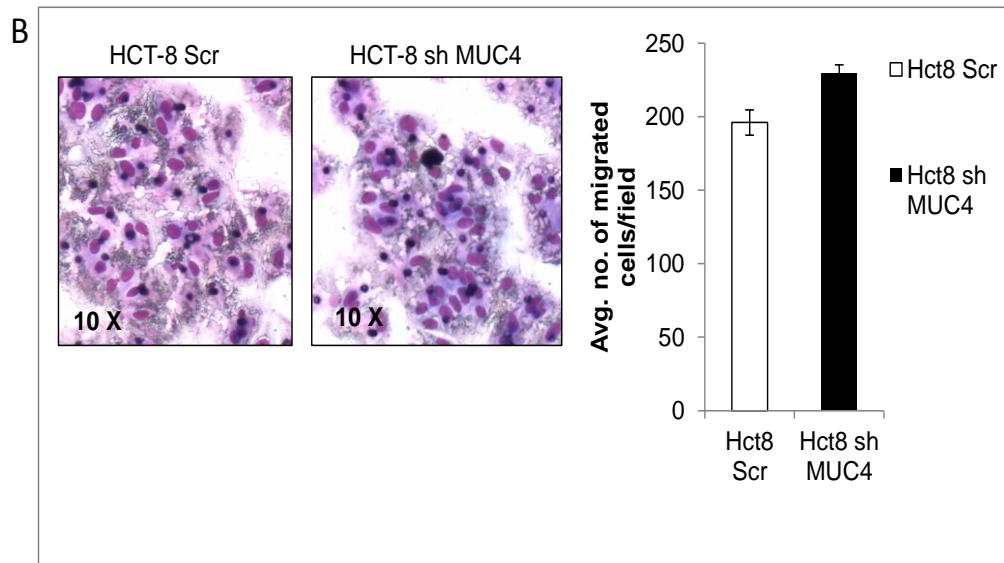 B
HCT-8 Scr
HCT-8 sh MUC4
10 X
10 X
Avg. no. of migrated
cells/field
250
200
150
100
50
0
Hct8
Scr
Hct8 sh
MUC4
Hct8 Scr
Hct8 sh
MUC4